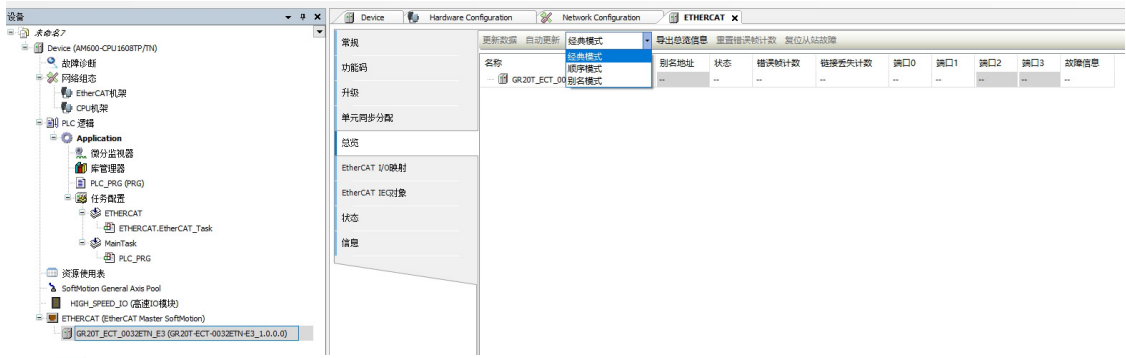 设备
未命名7
Device (AM600-CPU1608TP/TN)
故障诊断
网络组态
EtherCAT机架
CPU机架
PLC 逻辑
Application
微分监视器
库管理器
PLC_PRG (PRG)
任务配置
ETHERCAT
ETHERCAT.EtherCAT_Task
MainTask
PLC_PRG
资源使用表
SoftMotion General Axis Pool
HIGH_SPEED_IO (高速IO模块)
ETHERCAT (EtherCAT Master SoftMotion)
GR20T_ECT_0032ETN_E3 (GR20T-ECT-0032ETN-E3_1.0.0.0)
Device Hardware Configuration Network Configuration ETHERCAT
常规
功能码
升级
单元同步分配
总览
EtherCAT I/O映射
EtherCAT IEC对象
状态
信息
更新数据 自动更新 经典模式 导出总览信息 重置错误帧计数 复位从站故障
经典模式
顺序模式
别名模式
名称 别名地址 状态 错误帧计数 链接丢失计数 端口0 端口1 端口2 端口3 故障信息
GR20T_ECT_00 -- -- -- -- -- -- -- -- --